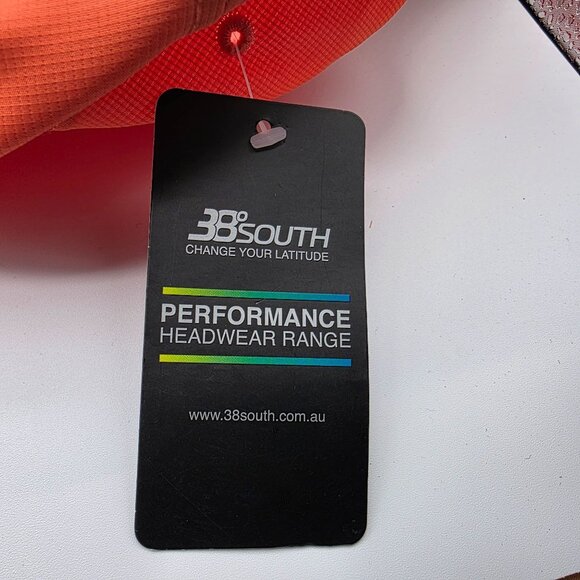 38°SOUTH
CHANGE YOUR LATITUDE
PERFORMANCE
HEADWEAR RANGE
www.38south.com.au